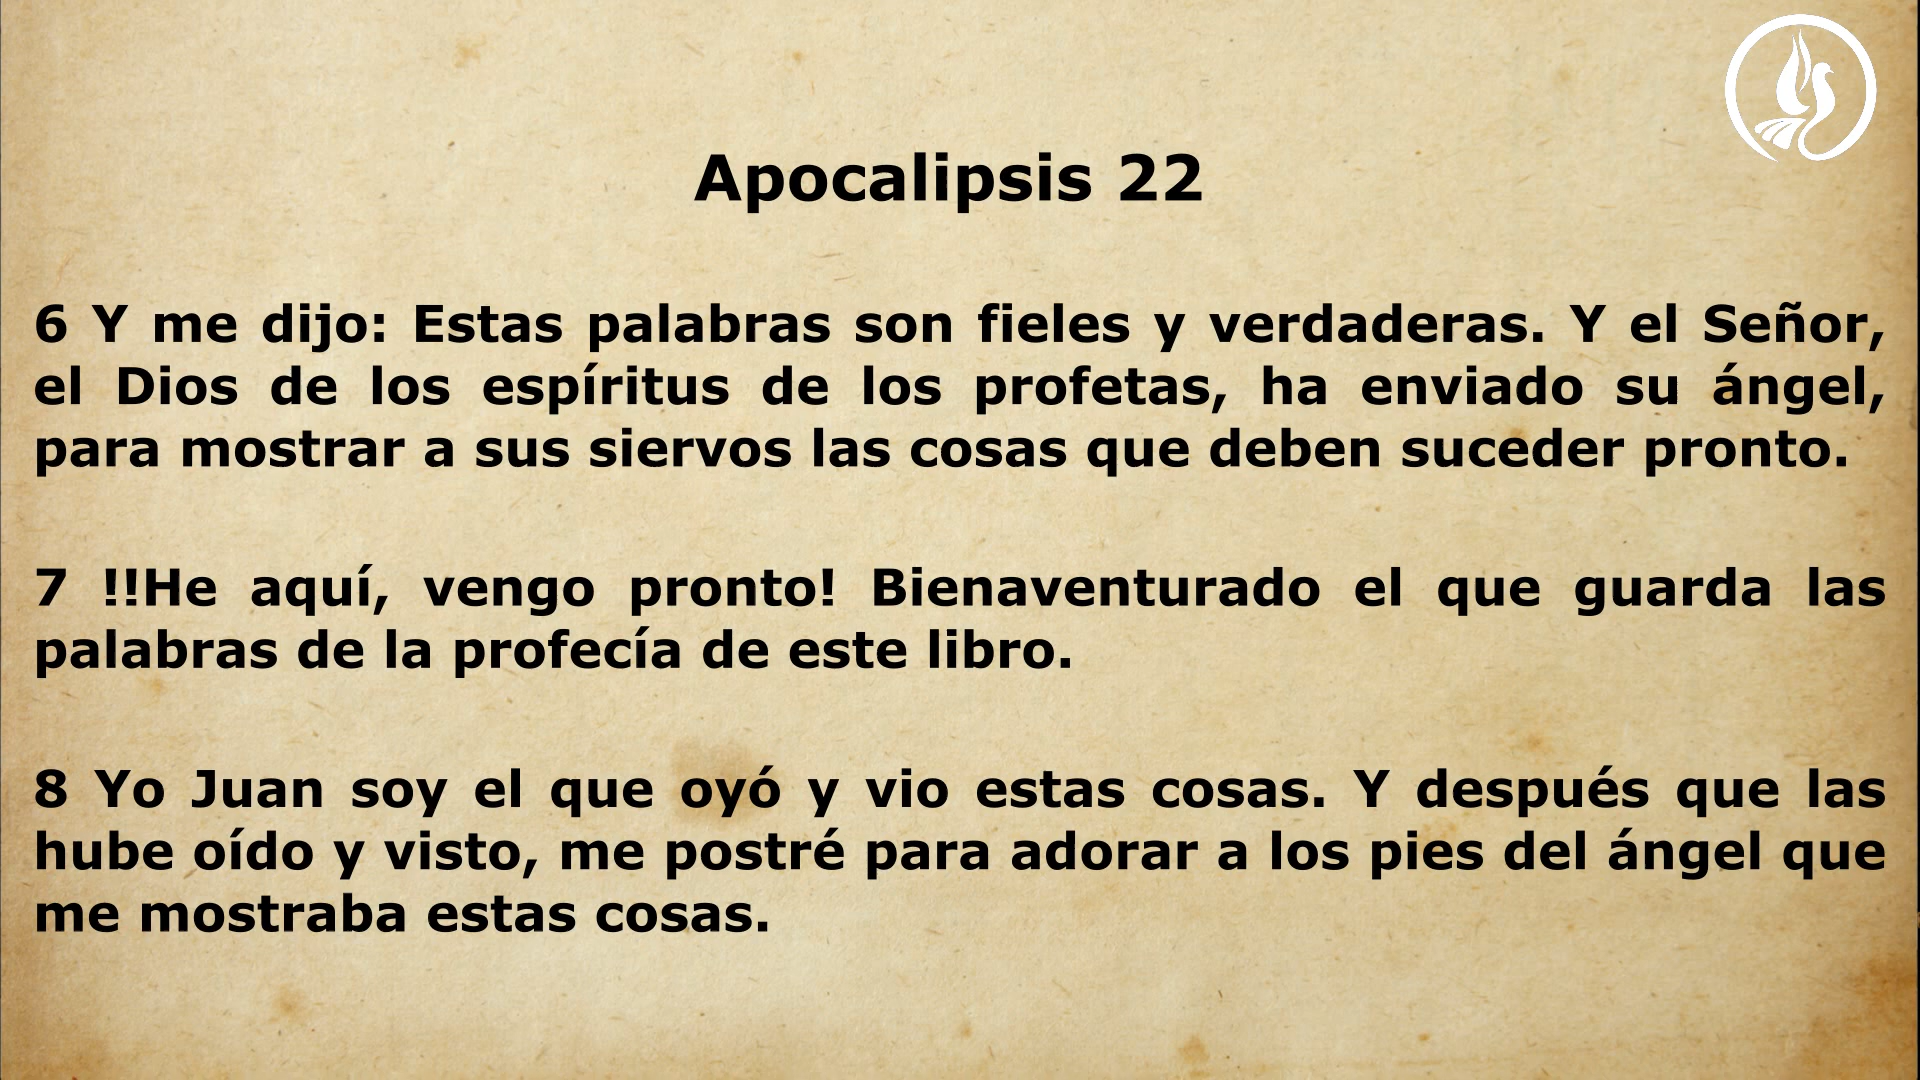 Apocalipsis 22
6 Y me dijo: Estas palabras son fieles y verdaderas. Y el Señor,
el Dios de los espíritus de los profetas, ha enviado su ángel,
para mostrar a sus siervos las cosas que deben suceder pronto.
7 !!He aquí, vengo pronto! Bienaventurado el que guarda las
palabras de la profecía de este libro.
8 Yo Juan soy el que oyó y vio estas cosas. Y después que las
hube oído y visto, me postré para adorar a los pies del ángel que
me mostraba estas cosas.